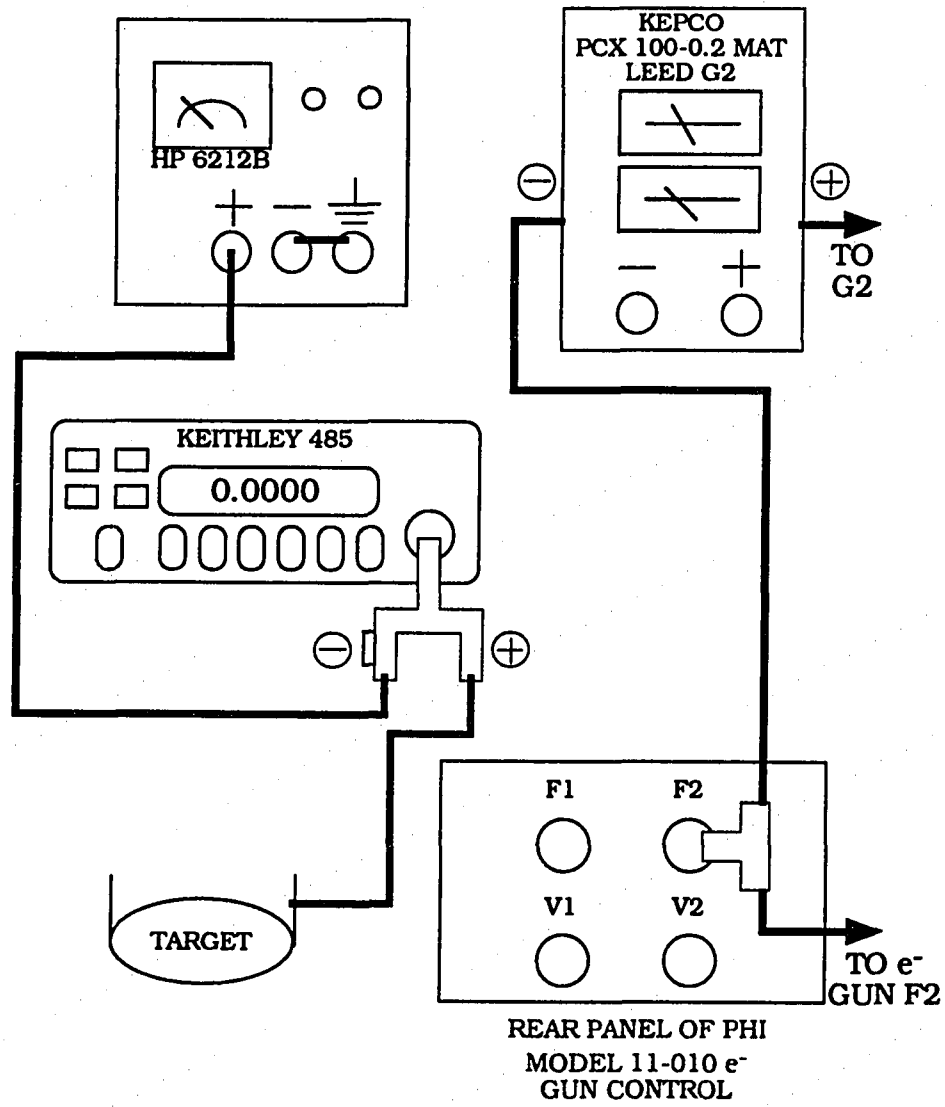 KEPCO
PCX 100-0.2 MAT
LEED G2
HP 6212B
+ −
⊖ ⊕
− +
TO
G2
KEITHLEY 485
0.0000
⊖ ⊕
F1 F2
V1 V2
TARGET
TO e-
GUN F2
REAR PANEL OF PHI
MODEL 11-010 e-
GUN CONTROL